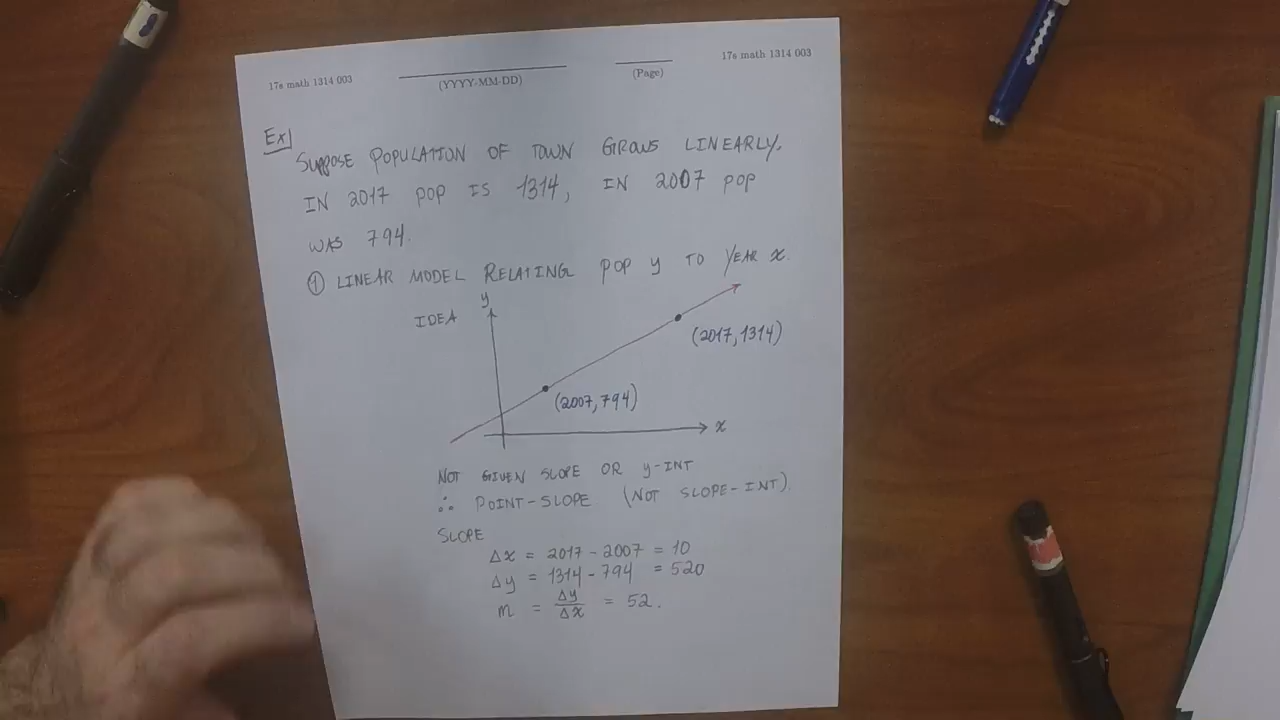 17s math 1314 003
(YYYY-MM-DD)
(Page)
17s math 1314 003
Ex|
SUPPOSE POPULATION OF TOWN GROWS LINEARLY.
IN 2017 POP IS 1314, IN 2007 POP
WAS 794.
① LINEAR MODEL RELATING POP y TO YEAR x.
IDEA
y
(2017, 1314)
(2007, 794)
x
NOT GIVEN SLOPE OR y-INT
∴ POINT-SLOPE (NOT SLOPE-INT).
SLOPE
Δx = 2017 - 2007 = 10
Δy = 1314 - 794 = 520
m = Δy/Δx = 52.